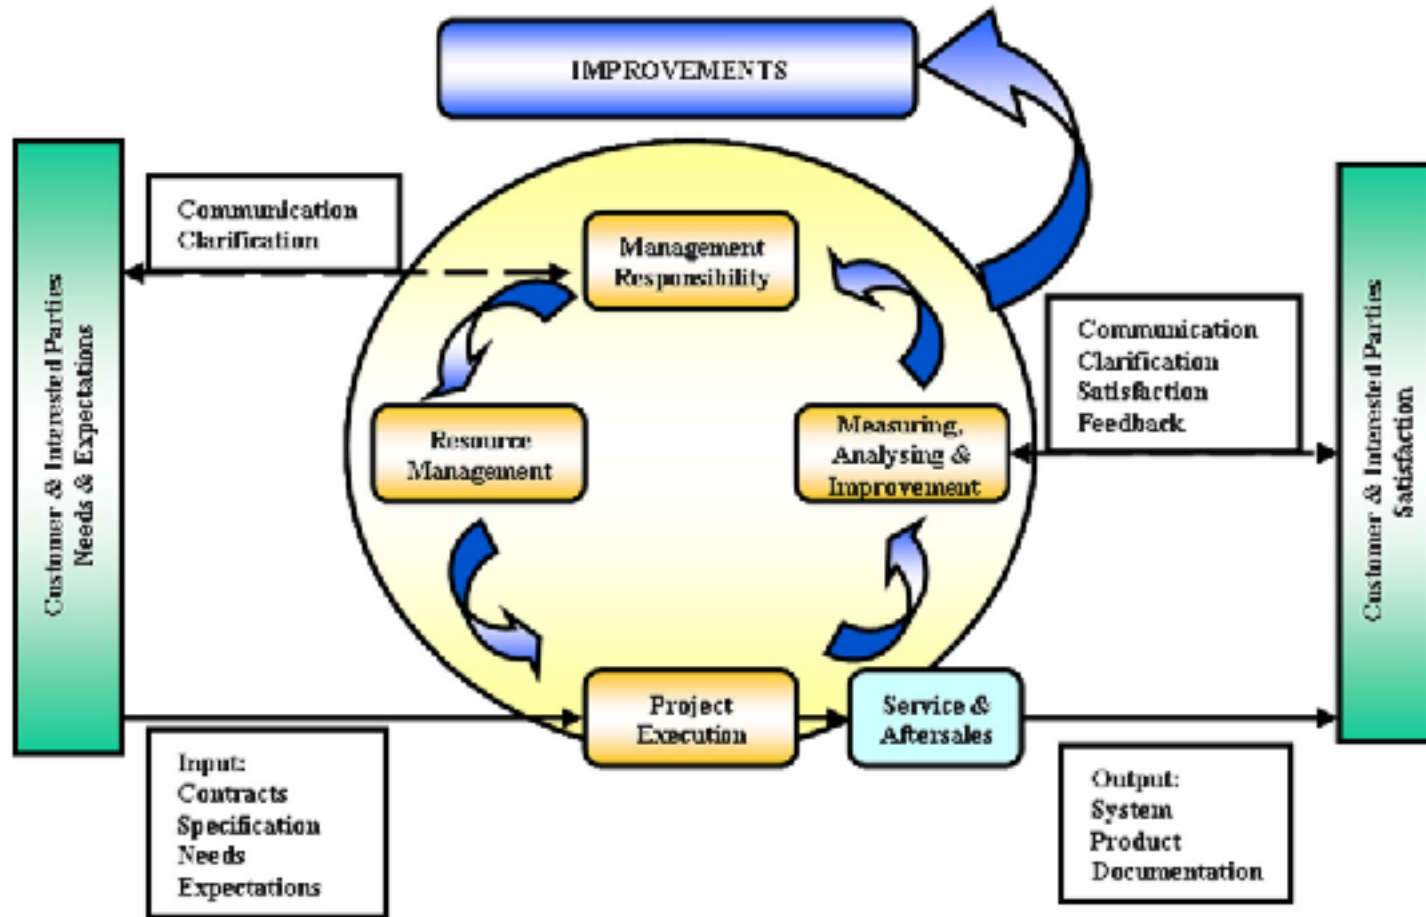 IMPROVEMENTS
Communication
Clarification
Management
Responsibility
Customer & Interested Parties
Needs & Expectations
Resource
Management
Measuring,
Analysing &
Improvement
Communication
Clarification
Satisfaction
Feedback
Customer & Interested Parties
Satisfaction
Project
Execution
Service &
Aftersales
Input:
Contracts
Specification
Needs
Expectations
Output:
System
Product
Documentation